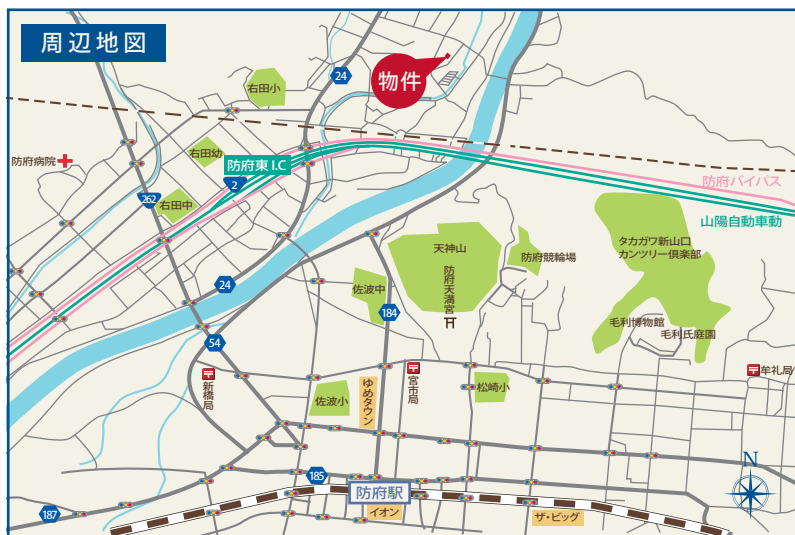 周辺地図
24
物件
右田小
防府病院
右田幼
防府東I.C
2
262
右田中
防府バイパス
山陽自動車動
天神山
防府天満宮
防府競輪場
タカガワ新山口
カンツリー倶楽部
24
佐波中
184
毛利博物館
毛利氏庭園
54
新橋局
佐波小
ゆめタウン
宮市局
松崎小
牟礼局
N
185
防府駅
187
イオン
ザ・ビッグ